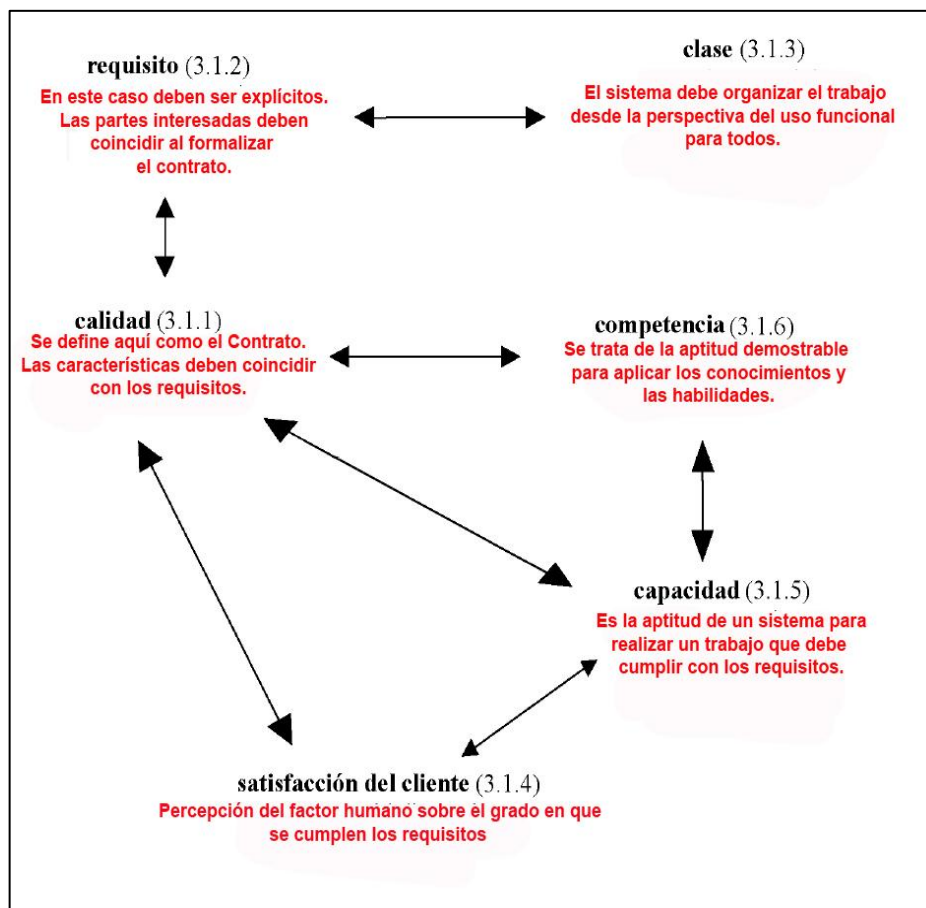 requisito (3.1.2)
En este caso deben ser explícitos.
Las partes interesadas deben
coincidir al formalizar
el contrato.
clase (3.1.3)
El sistema debe organizar el trabajo
desde la perspectiva del uso funcional
para todos.
calidad (3.1.1)
Se define aquí como el Contrato.
Las características deben coincidir
con los requisitos.
competencia (3.1.6)
Se trata de la aptitud demostrable
para aplicar los conocimientos y
las habilidades.
capacidad (3.1.5)
Es la aptitud de un sistema para
realizar un trabajo que debe
cumplir con los requisitos.
satisfacción del cliente (3.1.4)
Percepción del factor humano sobre el grado en que
se cumplen los requisitos